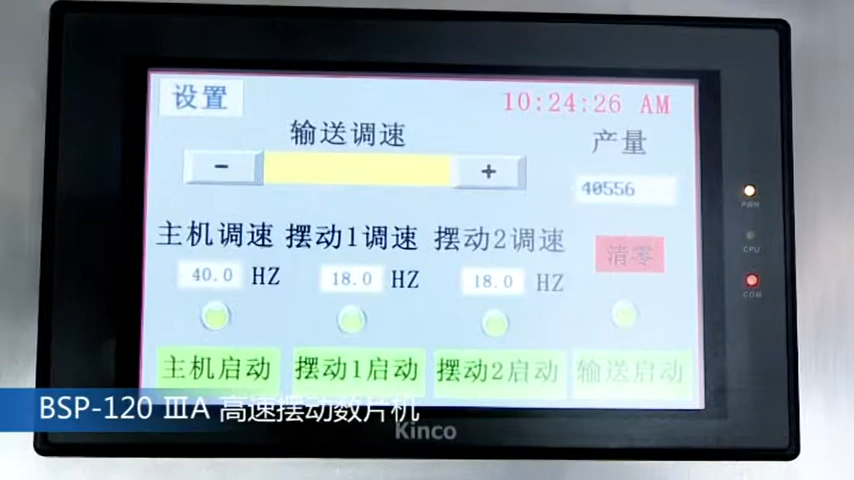 设置
10:24:26 AM
输送调速
产量
- +
40556
主机调速 摆动1调速 摆动2调速
清零
40.0 HZ 18.0 HZ 18.0 HZ
主机启动 摆动1启动 摆动2启动 输送启动
PWR
CPU
COM
BSP-120 ⅢA 高速摆动数片机
Kinco